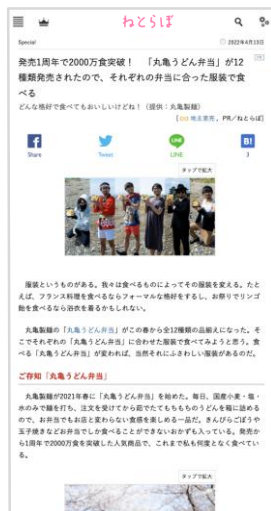 ねとらぼ
Special
2022年4月13日
発売1周年で2000万食突破！　「丸亀うどん弁当」が12
種類発売されたので、それぞれの弁当に合った服装で食
べる
どんな格好で食べてもおいしいけどね！（提供：丸亀製麺）
[地主恵亮，PR／ねとらぼ]
Share
Tweet
LINE
B!
3
タップで拡大
服装というものがある。我々は食べるものによってその服装を変える。たと
えば、フランス料理を食べるならフォーマルな格好をするし、お祭りでリンゴ
飴を食べるなら浴衣を着るかもしれない。
丸亀製麺の「丸亀うどん弁当」がこの春から全12種類の品揃えになった。そ
こでそれぞれの「丸亀うどん弁当」に合わせた服装で食べてみようと思う。食
べる「丸亀うどん弁当」が変われば、当然それにふさわしい服装があるのだ。
ご存知「丸亀うどん弁当」
丸亀製麺が2021年春に「丸亀うどん弁当」を始めた。毎日、国産小麦・塩・
水のみで麺を打ち、注文を受けてから茹でたてもちもちのうどんを箱に詰める
ので、お弁当でもお店と変わらない食感を楽しめる一品だ。きんぴらごぼうや
玉子焼きなどお弁当でしか食べることができないおかずも入っている。発売か
ら1周年で2000万食を突破した人気商品で、これまで私も何度となく食べてい
る。
タップで拡大